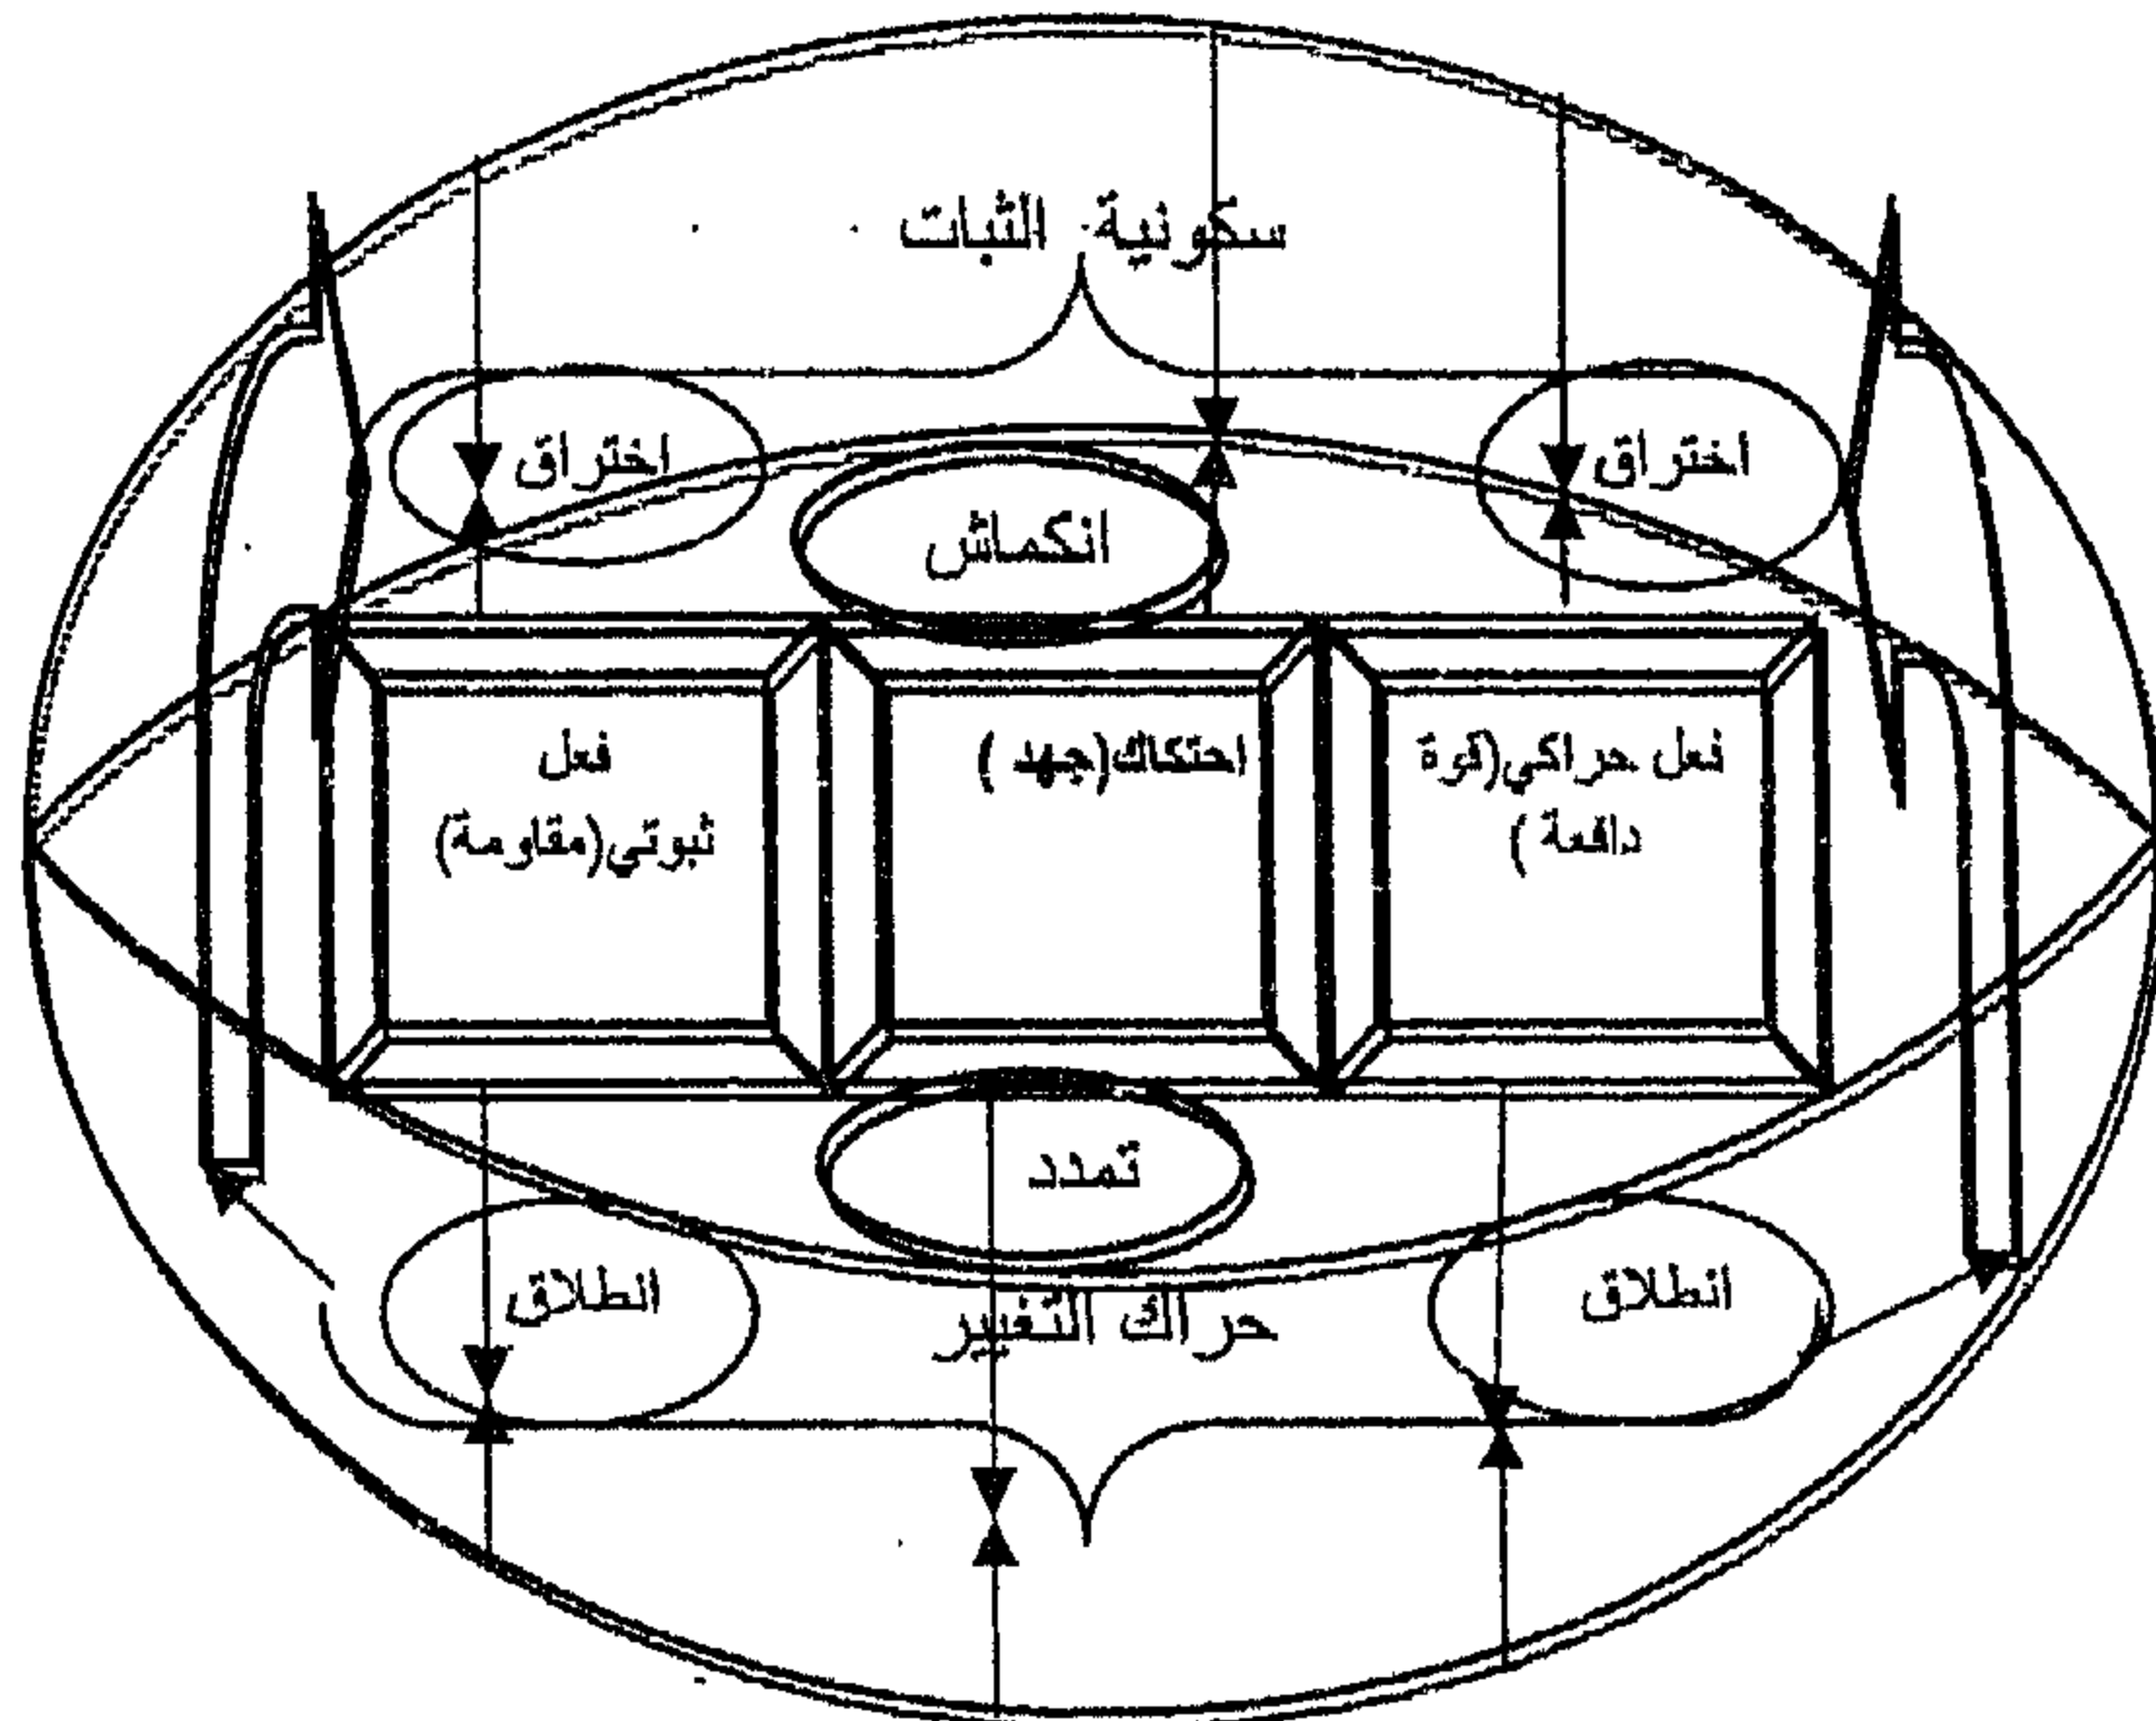 سكونية الثبات
اختراق
اختراق
انكماش
فعل حراكي(قوة
دافعة )
احتكاك(جهد )
فعل
ثبوتي(مقاومة)
تمدد
انطلاق
انطلاق
حراك التغيير